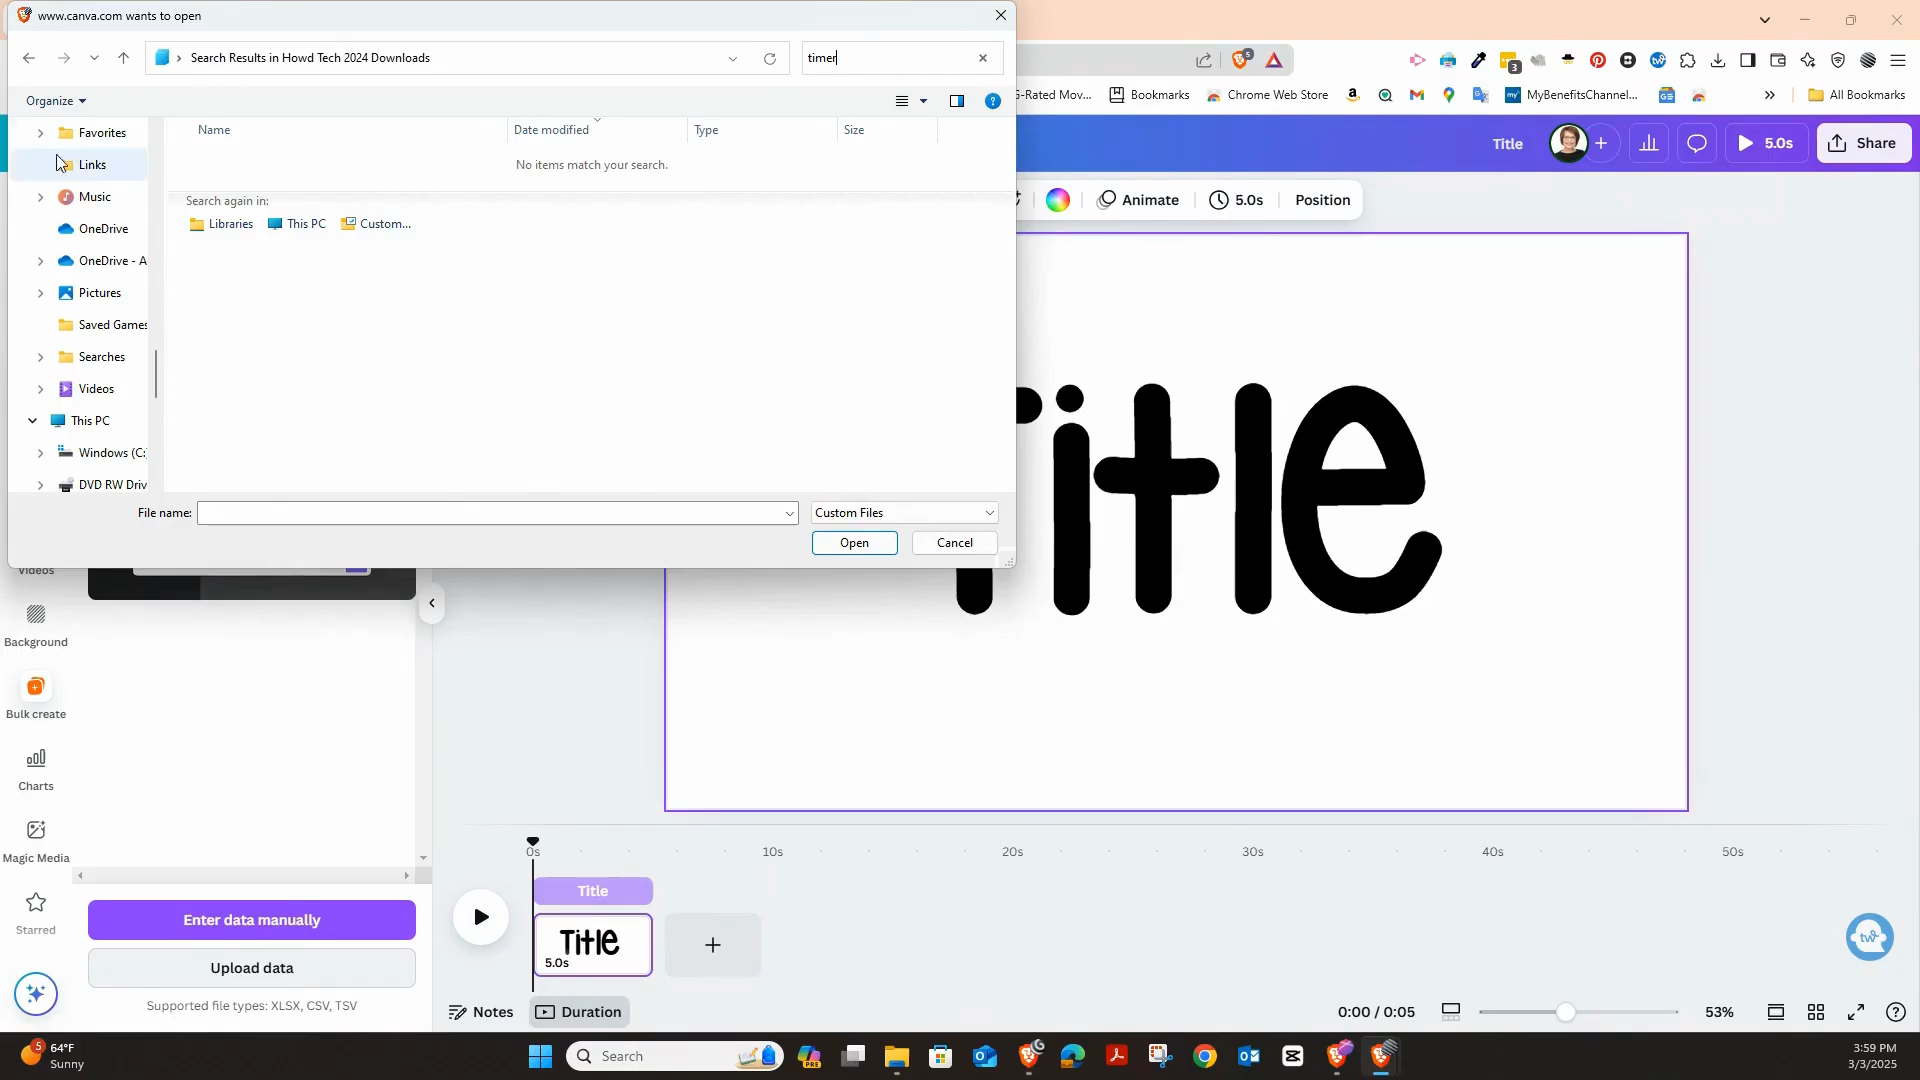 www.canva.com wants to open
Search Results in Howd Tech 2024 Downloads
timer
Organize
Favorites
Links
Music
OneDrive
OneDrive - A
Pictures
Saved Games
Searches
Videos
This PC
Windows (C:
DVD RW Driv
Name
Date modified
Type
Size
No items match your search.
Search again in:
Libraries
This PC
Custom...
File name:
Custom Files
Open
Cancel
5
3
G-Rated Mov...
Bookmarks
Chrome Web Store
MyBenefitsChannel...
All Bookmarks
Title
5.0s
Share
Animate
5.0s
Position
Title
Videos
Background
Bulk create
Charts
Magic Media
Starred
Enter data manually
Upload data
Supported file types: XLSX, CSV, TSV
0s
10s
20s
30s
40s
50s
Title
Title
5.0s
Notes
Duration
0:00 / 0:05
53%
5
64°F
Sunny
Search
PRE
3:59 PM
3/3/2025